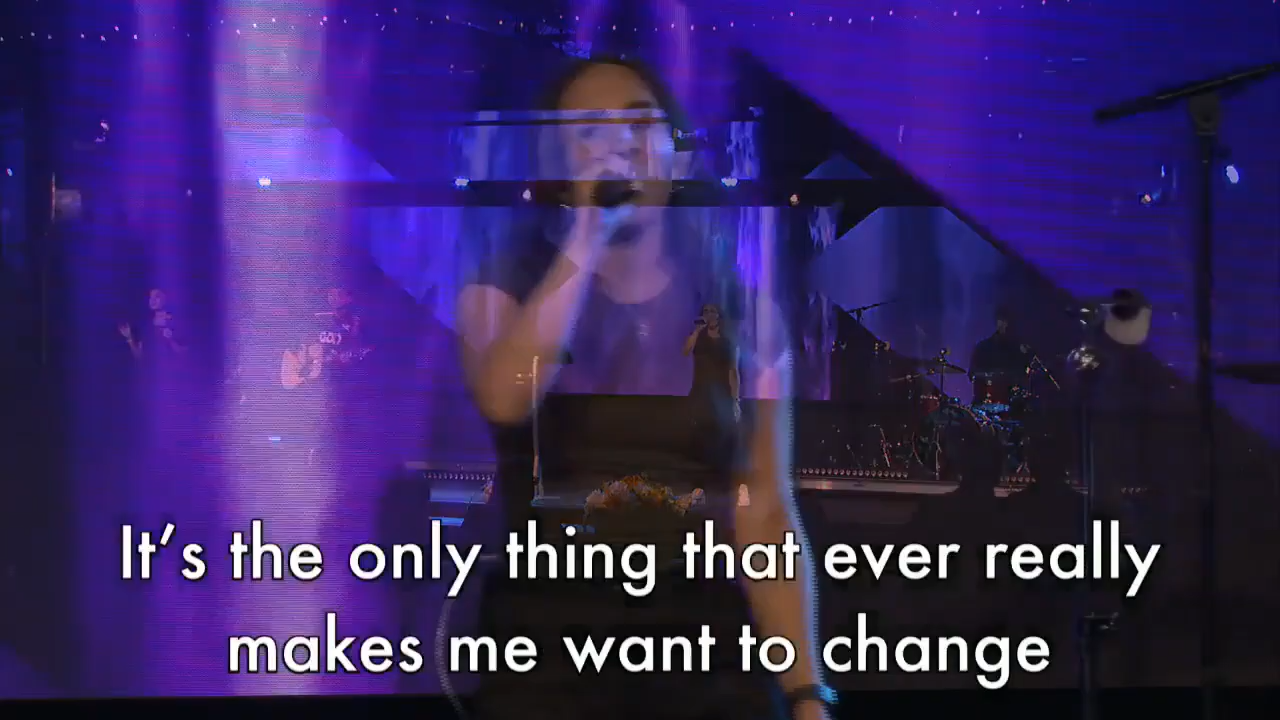 It’s the only thing that ever really
makes me want to change